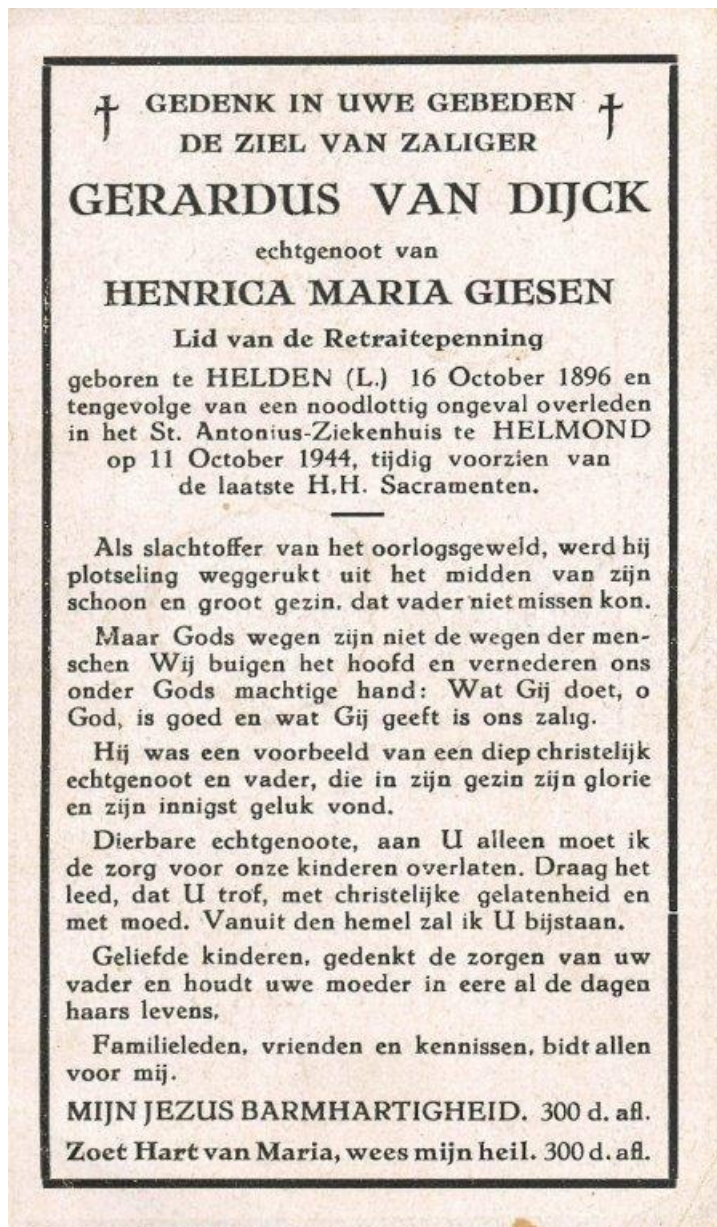 † GEDENK IN UWE GEBEDEN †
DE ZIEL VAN ZALIGER
GERARDUS VAN DIJCK
echtgenoot van
HENRICA MARIA GIESEN
Lid van de Retraitepenning
geboren te HELDEN (L.) 16 October 1896 en
tengevolge van een noodlottig ongeval overleden
in het St. Antonius-Ziekenhuis te HELMOND
op 11 October 1944, tijdig voorzien van
de laatste H.H. Sacramenten.
Als slachtoffer van het oorlogsgeweld, werd hij
plotseling weggerukt uit het midden van zijn
schoon en groot gezin, dat vader niet missen kon.
Maar Gods wegen zijn niet de wegen der men-
schen Wij buigen het hoofd en vernederen ons
onder Gods machtige hand: Wat Gij doet, o
God, is goed en wat Gij geeft is ons zalig.
Hij was een voorbeeld van een diep christelijk
echtgenoot en vader, die in zijn gezin zijn glorie
en zijn innigst geluk vond.
Dierbare echtgenoote, aan U alleen moet ik
de zorg voor onze kinderen overlaten. Draag het
leed, dat U trof, met christelijke gelatenheid en
met moed. Vanuit den hemel zal ik U bijstaan.
Geliefde kinderen, gedenkt de zorgen van uw
vader en houdt uwe moeder in eere al de dagen
haars levens.
Familieleden, vrienden en kennissen, bidt allen
voor mij.
MIJN JEZUS BARMHARTIGHEID. 300 d. afl.
Zoet Hart van Maria, wees mijn heil. 300 d. afl.